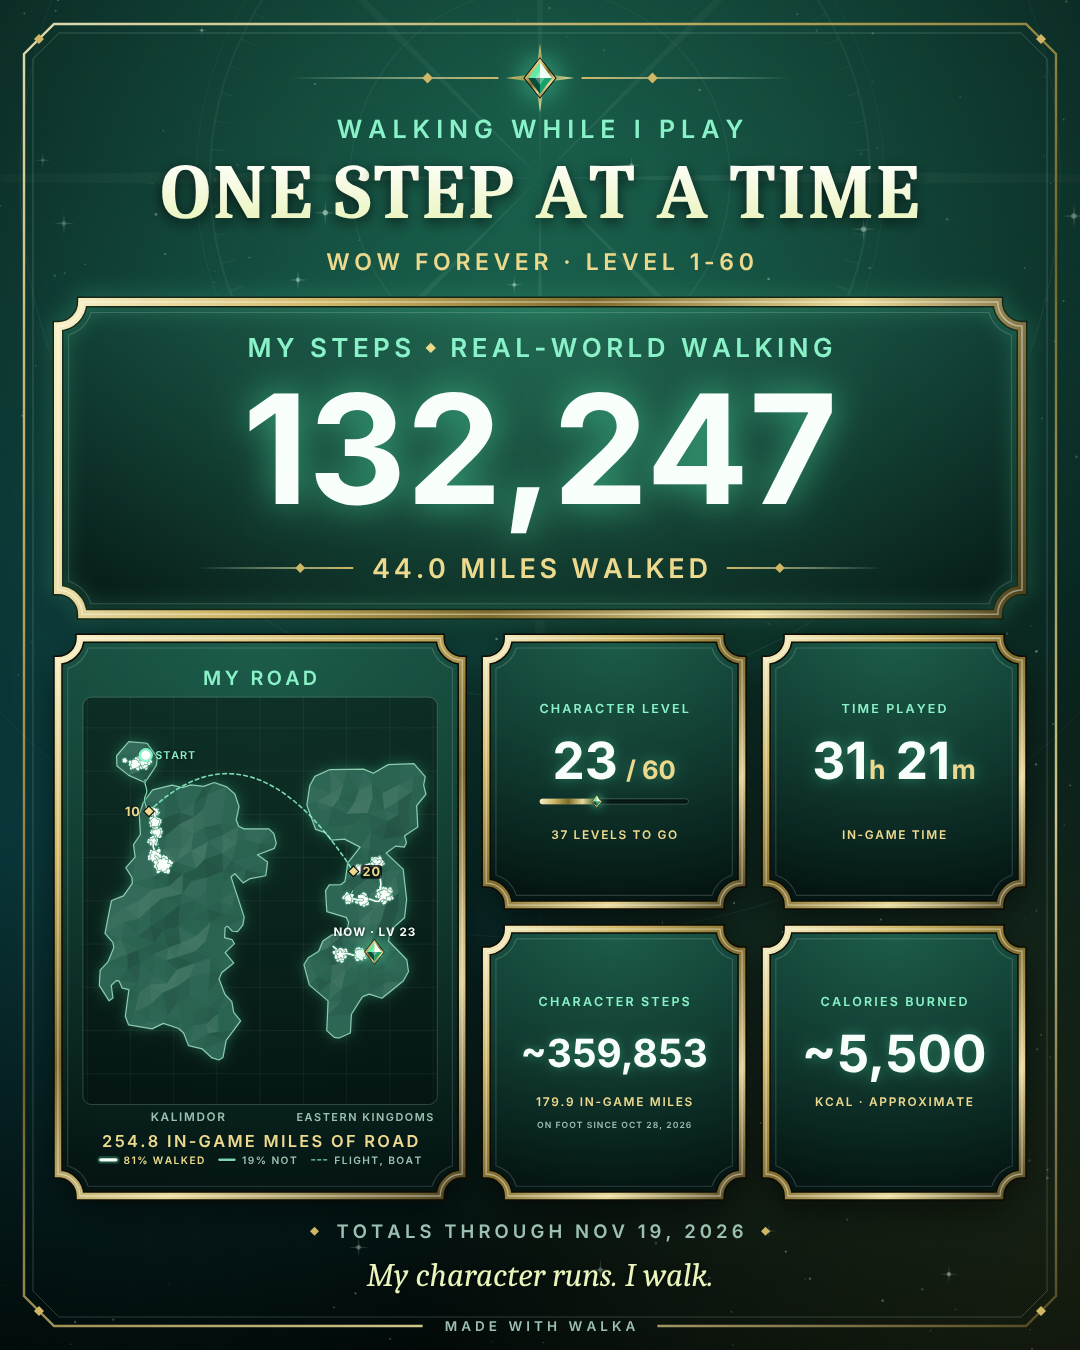 WALKING WHILE I PLAY
ONE STEP AT A TIME
WOW FOREVER · LEVEL 1-60
MY STEPS ◆ REAL-WORLD WALKING
132,247
44.0 MILES WALKED
MY ROAD
START
10
20
NOW · LV 23
KALIMDOR
EASTERN KINGDOMS
254.8 IN-GAME MILES OF ROAD
81% WALKED
19% NOT
FLIGHT, BOAT
CHARACTER LEVEL
23 / 60
37 LEVELS TO GO
TIME PLAYED
31h 21m
IN-GAME TIME
CHARACTER STEPS
~359,853
179.9 IN-GAME MILES
ON FOOT SINCE OCT 28, 2026
CALORIES BURNED
~5,500
KCAL · APPROXIMATE
TOTALS THROUGH NOV 19, 2026
My character runs. I walk.
MADE WITH WALKA